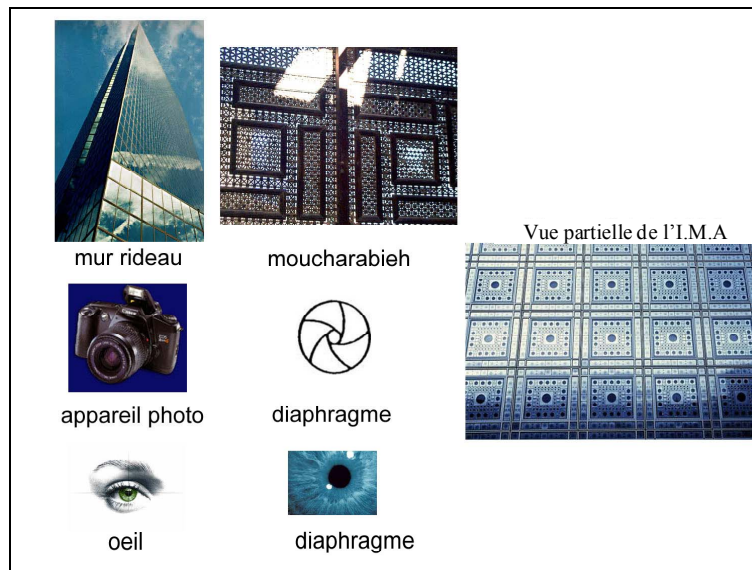 mur rideau
moucharabieh
Vue partielle de l'I.M.A
appareil photo
diaphragme
oeil
diaphragme